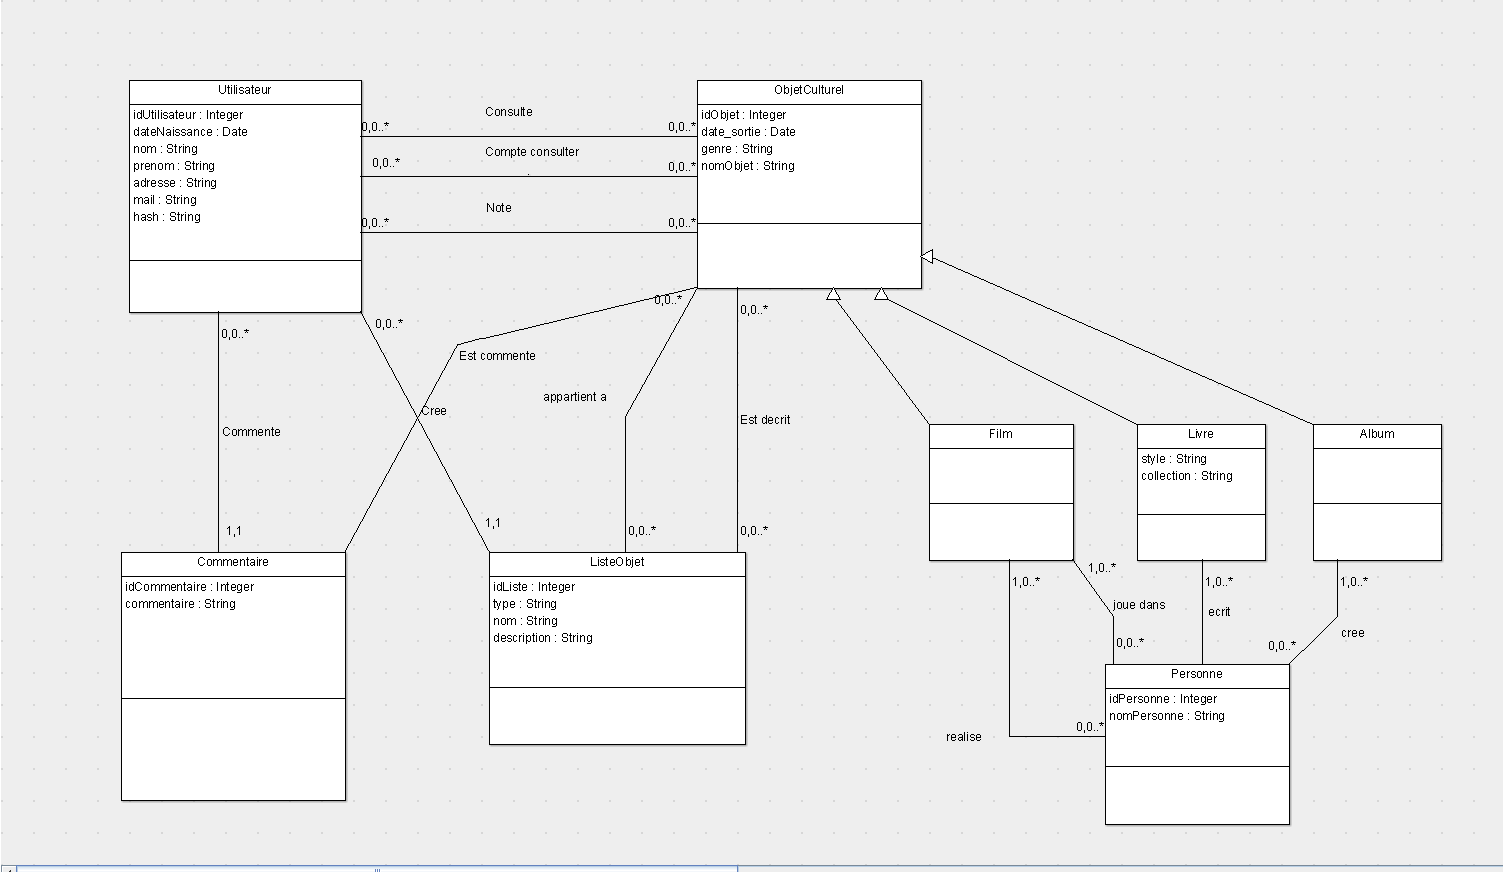 Utilisateur
idUtilisateur : Integer
dateNaissance : Date
nom : String
prenom : String
adresse : String
mail : String
hash : String
Consulte
0,0..*
0,0..*
Compte consulter
0,0..*
0,0..*
Note
0,0..*
0,0..*
ObjetCulturel
idObjet : Integer
date_sortie : Date
genre : String
nomObjet : String
0,0..*
0,0..*
0,0..*
0,0..*
Est commente
appartient a
Cree
Est decrit
Commente
1,1
1,1
0,0..*
0,0..*
Commentaire
idCommentaire : Integer
commentaire : String
ListeObjet
idListe : Integer
type : String
nom : String
description : String
Film
Livre
style : String
collection : String
Album
1,0..*
1,0..*
1,0..*
1,0..*
joue dans
ecrit
cree
0,0..*
0,0..*
Personne
idPersonne : Integer
nomPersonne : String
0,0..*
realise